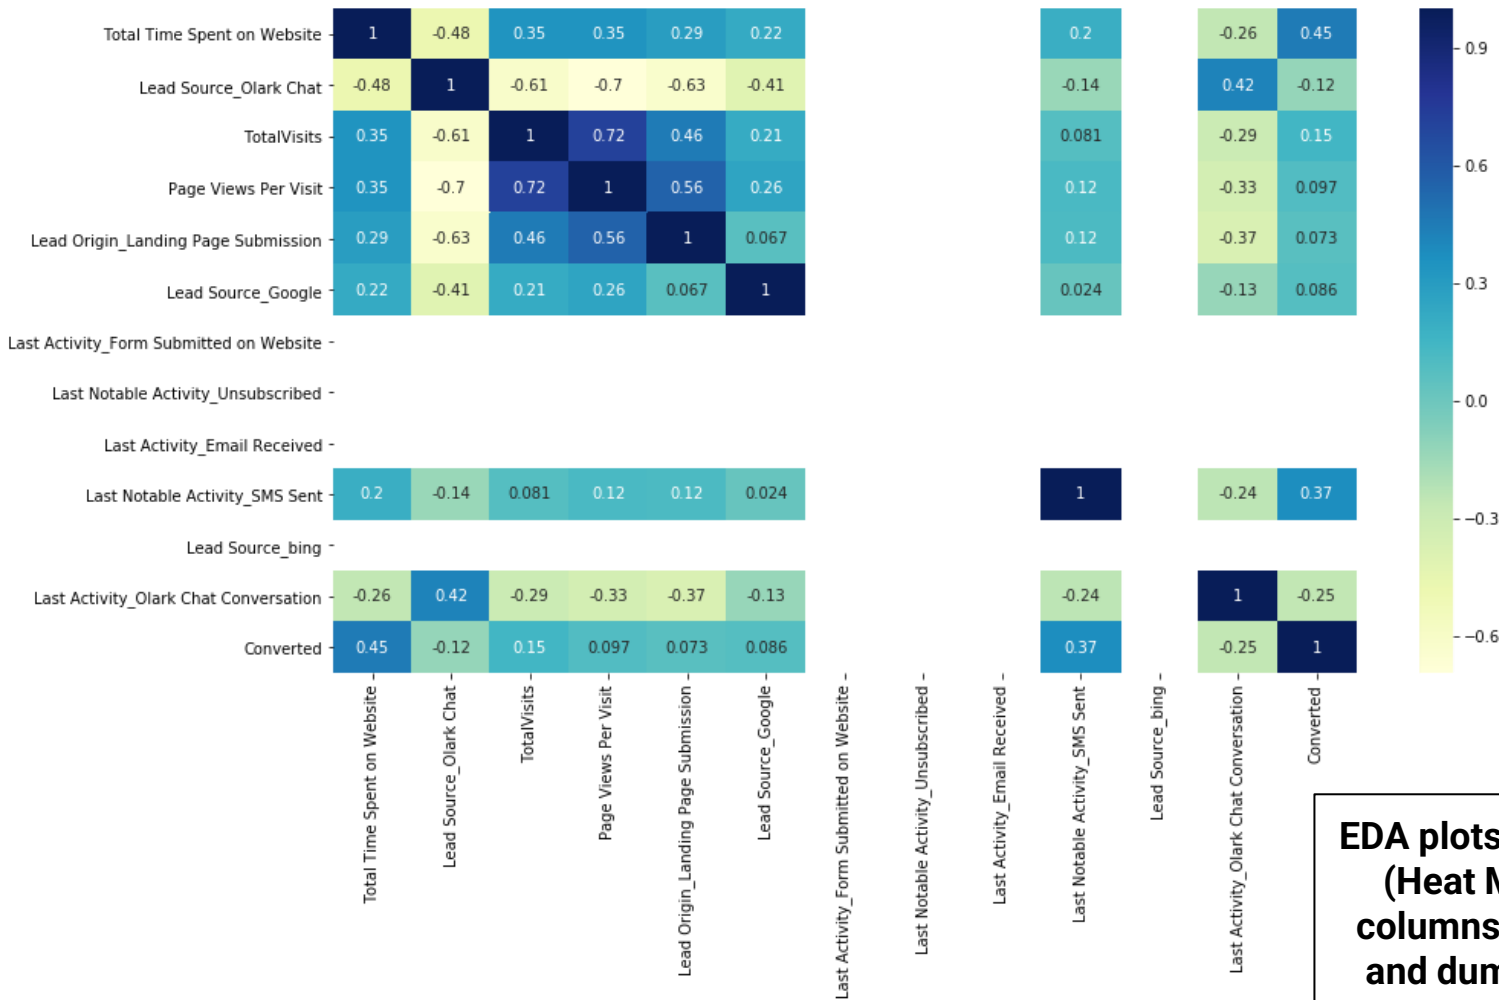 Total Time Spent on Website 1 -0.48 0.35 0.35 0.29 0.22 0.2 -0.26 0.45
Lead Source_Olark Chat -0.48 1 -0.61 -0.7 -0.63 -0.41 -0.14 0.42 -0.12
TotalVisits 0.35 -0.61 1 0.72 0.46 0.21 0.081 -0.29 0.15
Page Views Per Visit 0.35 -0.7 0.72 1 0.56 0.26 0.12 -0.33 0.097
Lead Origin_Landing Page Submission 0.29 -0.63 0.46 0.56 1 0.067 0.12 -0.37 0.073
Lead Source_Google 0.22 -0.41 0.21 0.26 0.067 1 0.024 -0.13 0.086
Last Activity_Form Submitted on Website
Last Notable Activity_Unsubscribed
Last Activity_Email Received
Last Notable Activity_SMS Sent 0.2 -0.14 0.081 0.12 0.12 0.024 1 -0.24 0.37
Lead Source_bing
Last Activity_Olark Chat Conversation -0.26 0.42 -0.29 -0.33 -0.37 -0.13 -0.24 1 -0.25
Converted 0.45 -0.12 0.15 0.097 0.073 0.086 0.37 -0.25 1
0.9
0.6
0.3
0.0
−0.3
−0.6
Total Time Spent on Website
Lead Source_Olark Chat
TotalVisits
Page Views Per Visit
Lead Origin_Landing Page Submission
Lead Source_Google
Last Activity_Form Submitted on Website
Last Notable Activity_Unsubscribed
Last Activity_Email Received
Last Notable Activity_SMS Sent
Lead Source_bing
Last Activity_Olark Chat Conversation
Converted
EDA plots
(Heat
columns
and